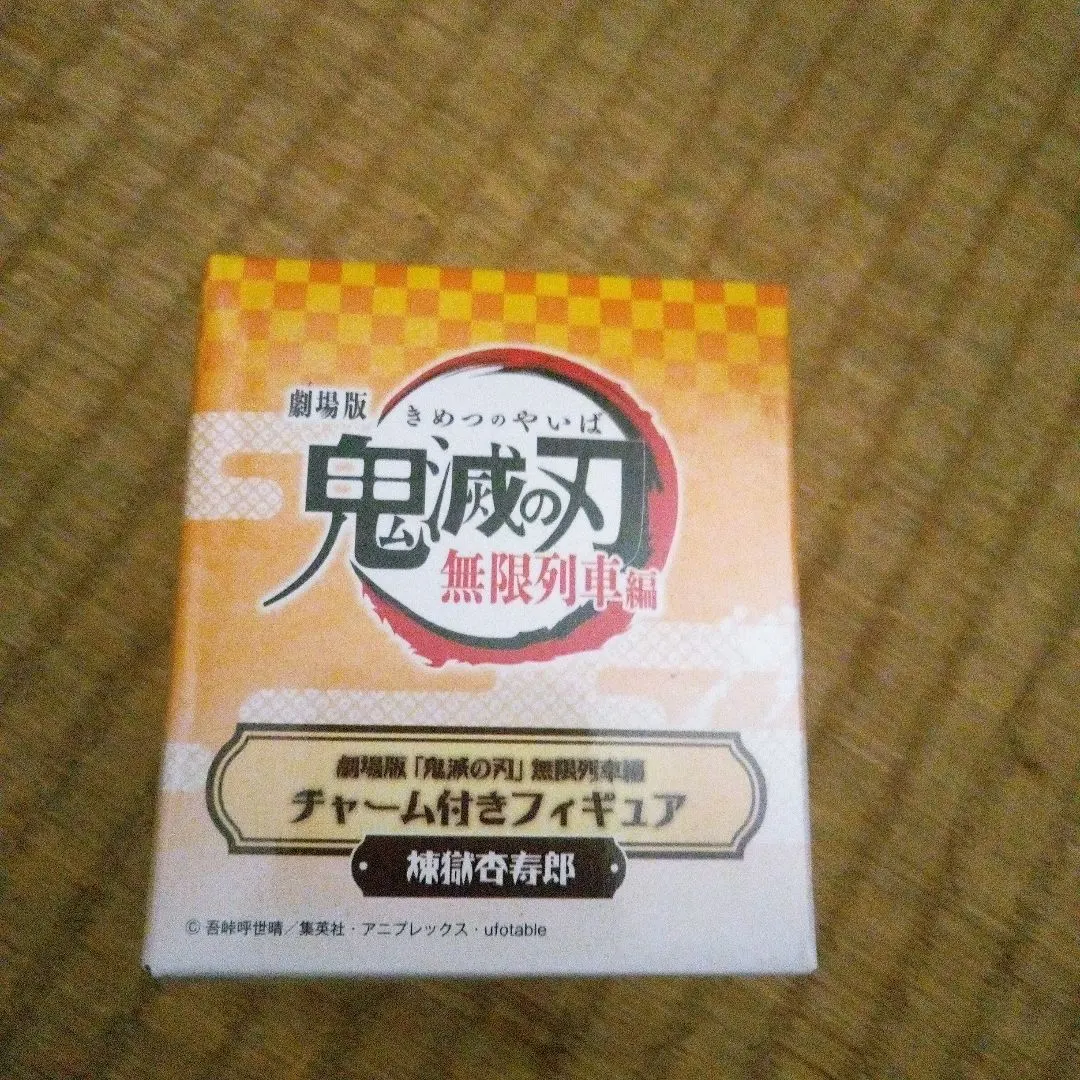 劇場版
きめつのやいば
鬼滅の刃
無限列車編
劇場版「鬼滅の刃」無限列車編
チャーム付きフィギュア
煉獄杏寿郎
© 吾峠呼世晴／集英社・アニプレックス・ufotable